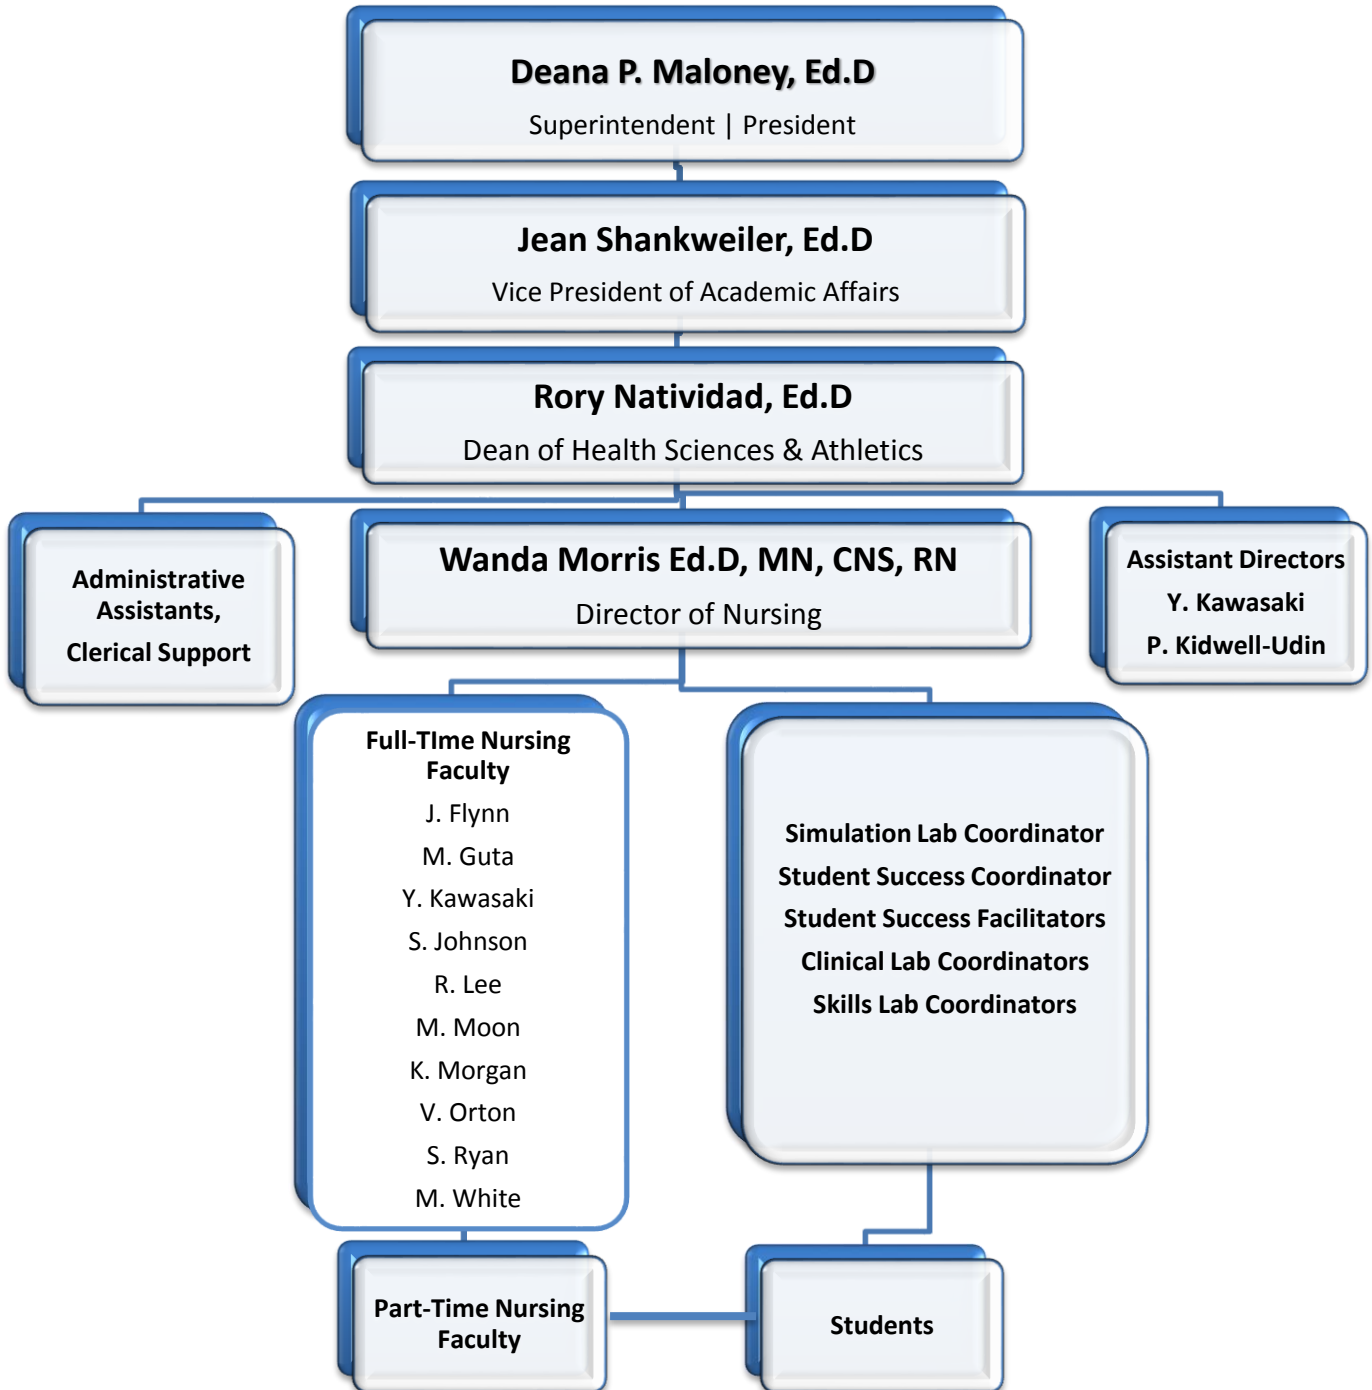 Deana P. Maloney, Ed.D
Superintendent | President
Jean Shankweiler, Ed.D
Vice President of Academic Affairs
Rory Natividad, Ed.D
Dean of Health Sciences & Athletics
Administrative
Assistants,
Clerical Support
Wanda Morris Ed.D, MN, CNS, RN
Director of Nursing
Assistant Directors
Y. Kawasaki
P. Kidwell-Udin
Full-TIme Nursing
Faculty
J. Flynn
M. Guta
Y. Kawasaki
S. Johnson
R. Lee
M. Moon
K. Morgan
V. Orton
S. Ryan
M. White
Simulation Lab Coordinator
Student Success Coordinator
Student Success Facilitators
Clinical Lab Coordinators
Skills Lab Coordinators
Part-Time Nursing
Faculty
Students